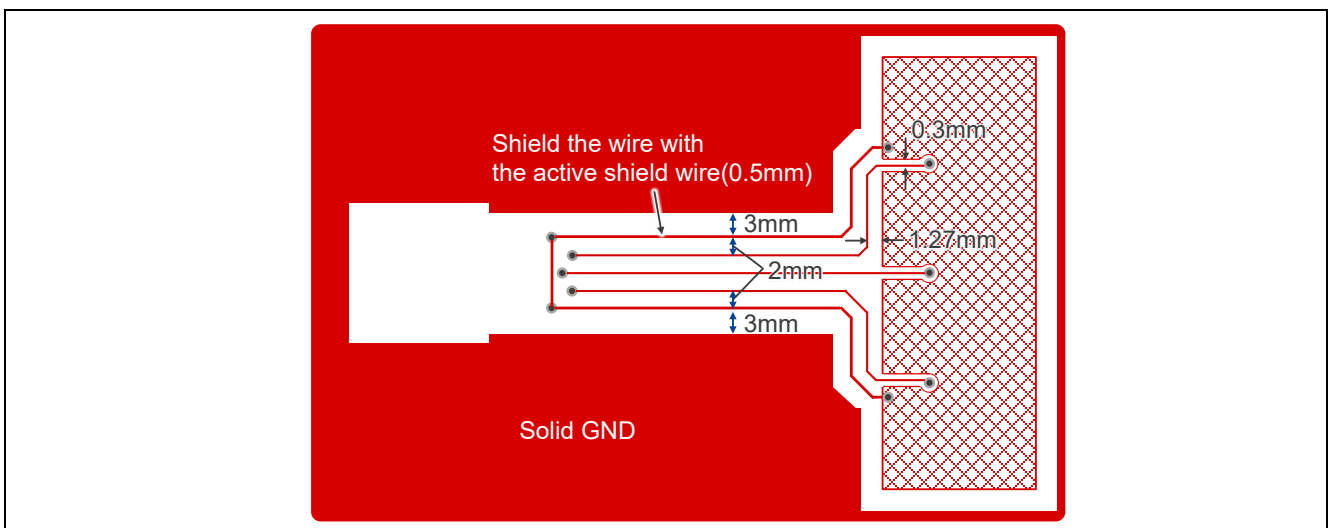 0.3mm
Shield the wire with
the active shield wire(0.5mm)
3mm
1.27mm
2mm
3mm
Solid GND